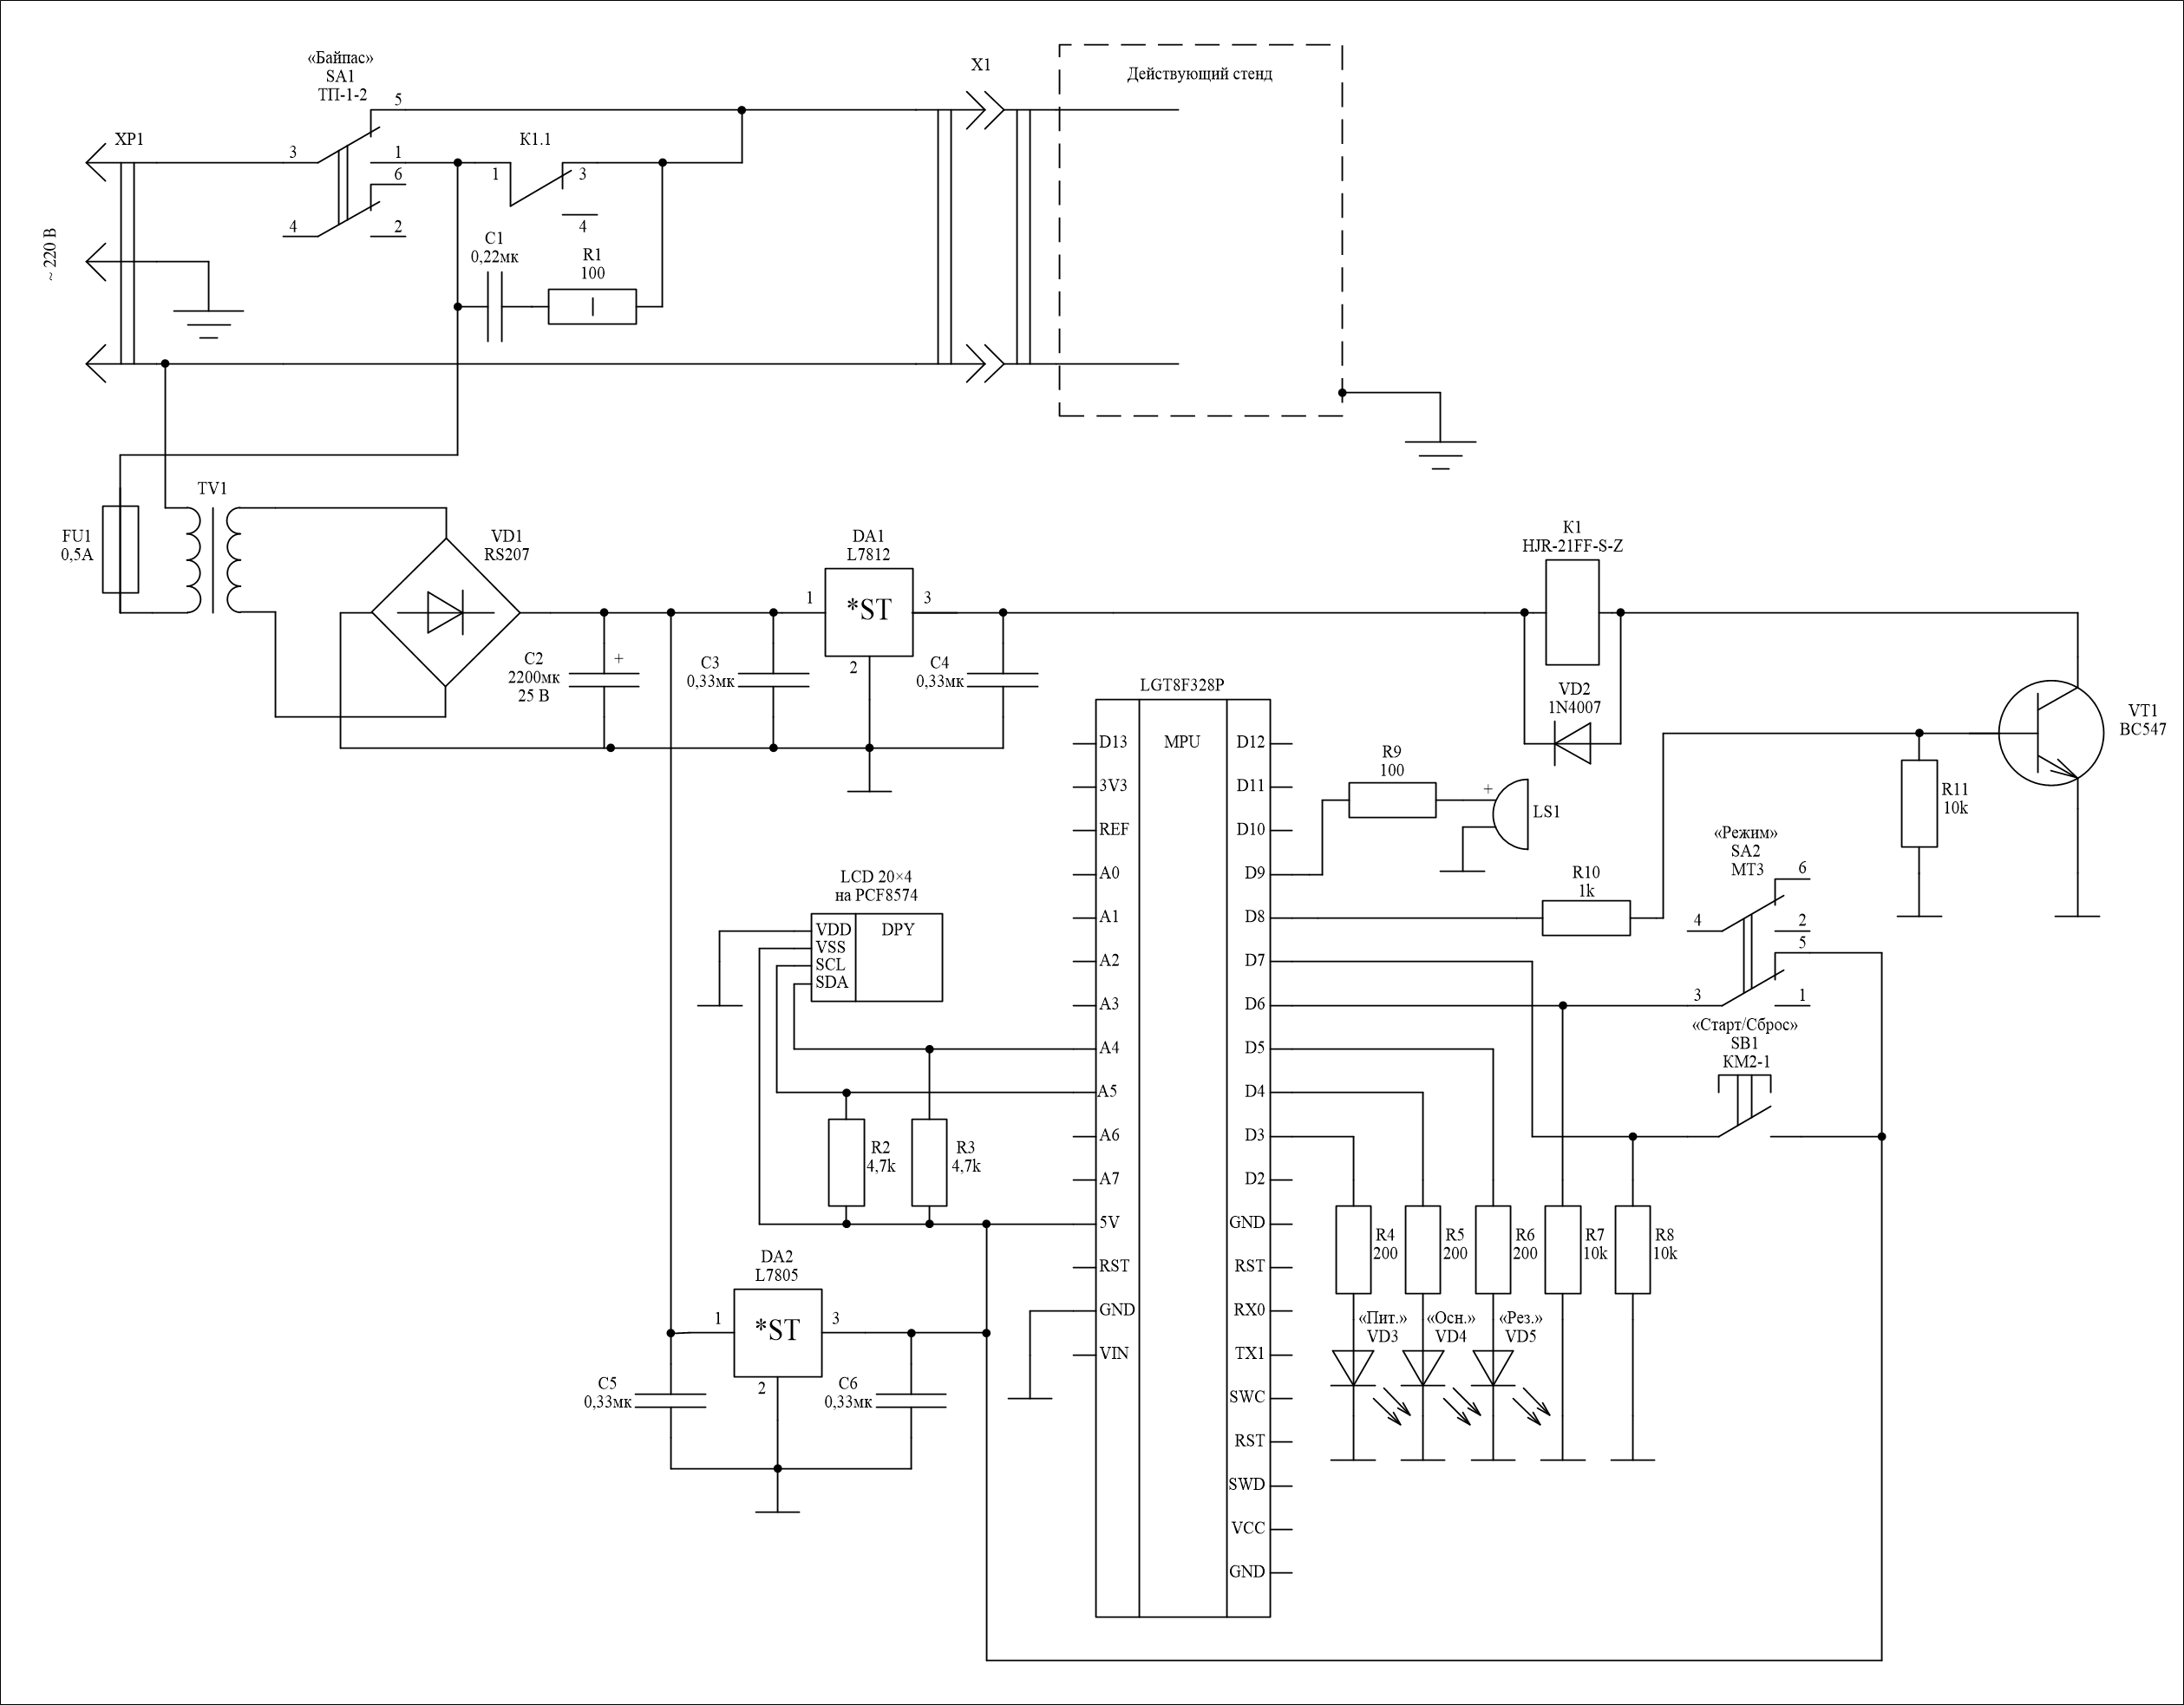 «Байпас»
SA1
ТП-1-2
5
X1
Действующий стенд
XP1
3
1
K1.1
1
3
6
4
2
4
~ 220 В
C1
0,22мк
R1
100
TV1
FU1
0,5А
VD1
RS207
DA1
L7812
*ST
1
3
2
K1
HJR-21FF-S-Z
C2
2200мк
25 В
+
C3
0,33мк
C4
0,33мк
VD2
1N4007
VT1
BC547
LGT8F328P
MPU
D13
3V3
REF
A0
A1
A2
A3
A4
A5
A6
A7
5V
RST
GND
VIN
D12
D11
D10
D9
D8
D7
D6
D5
D4
D3
D2
GND
RST
RX0
TX1
SWC
RST
SWD
VCC
GND
R9
100
+
LS1
R11
10k
R10
1k
«Режим»
SA2
МТ3
6
4
2
5
3
1
«Старт/Сброс»
SB1
КМ2-1
LCD 20×4
на PCF8574
VDD
VSS
SCL
SDA
DPY
R2
4,7k
R3
4,7k
R4
200
R5
200
R6
200
R7
10k
R8
10k
DA2
L7805
1
*ST
3
2
C5
0,33мк
C6
0,33мк
«Пит.»
VD3
«Осн.»
VD4
«Рез.»
VD5